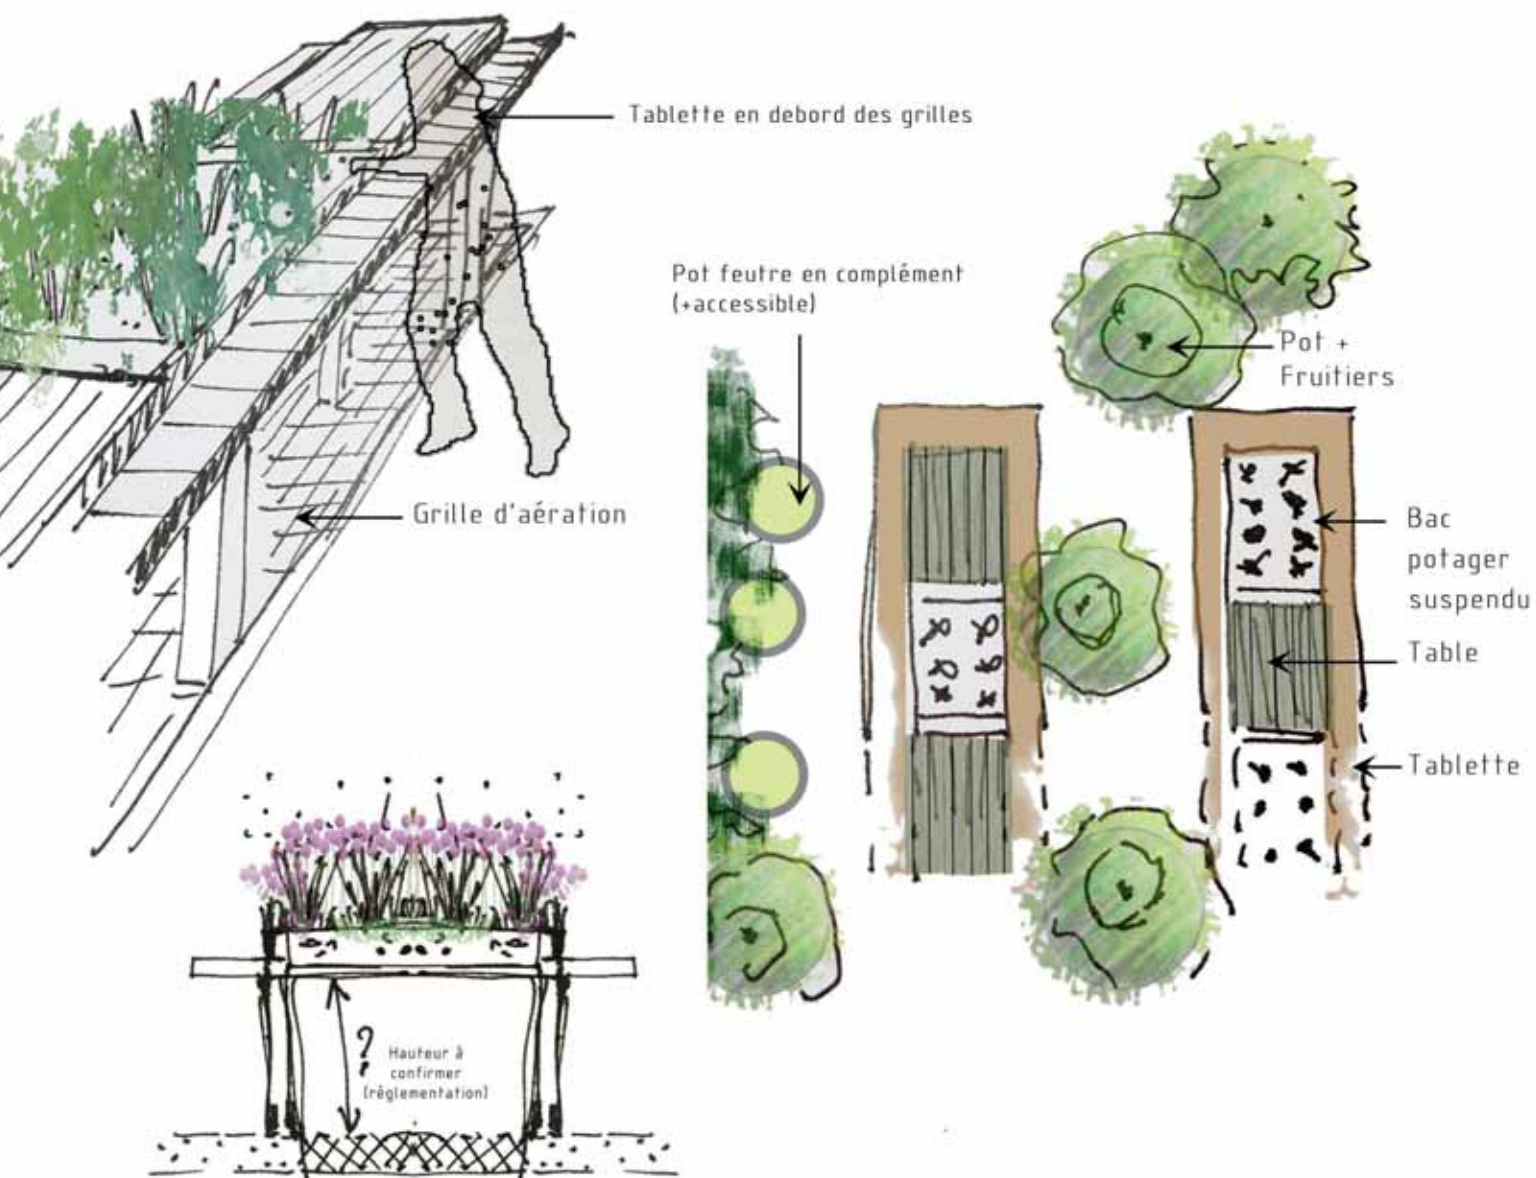 Tablette en debord des grilles
Pot feutre en complément
(+accessible)
Pot +
Fruitiers
Grille d'aération
Bac
potager
suspendu
Table
Tablette
?
Hauteur à
confirmer
(réglementation)